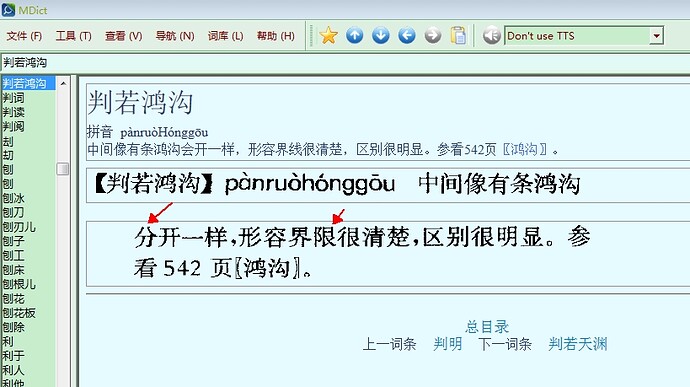 MDict
文件 (F) 工具 (T) 查看 (V) 导航 (N) 词库 (L) 帮助 (H) Don't use TTS
判若鸿沟
判若鸿沟
判词
判读
判阅
刮
刧
刨
刨
刨冰
刨刀
刨刃儿
刨子
刨工
刨床
刨根儿
刨花
刨花板
刨除
利
利于
利人
利他
判若鸿沟
拼音 pànruòHónggōu
中间像有条鸿沟会开一样，形容界线很清楚，区别很明显。参看542页〖鸿沟〗。
【判若鸿沟】pànruòhónggōu 中间像有条鸿沟
分开一样，形容界限很清楚，区别很明显。参
看 542 页〖鸿沟〗。
总目录
上一词条 判明 下一词条 判若天渊